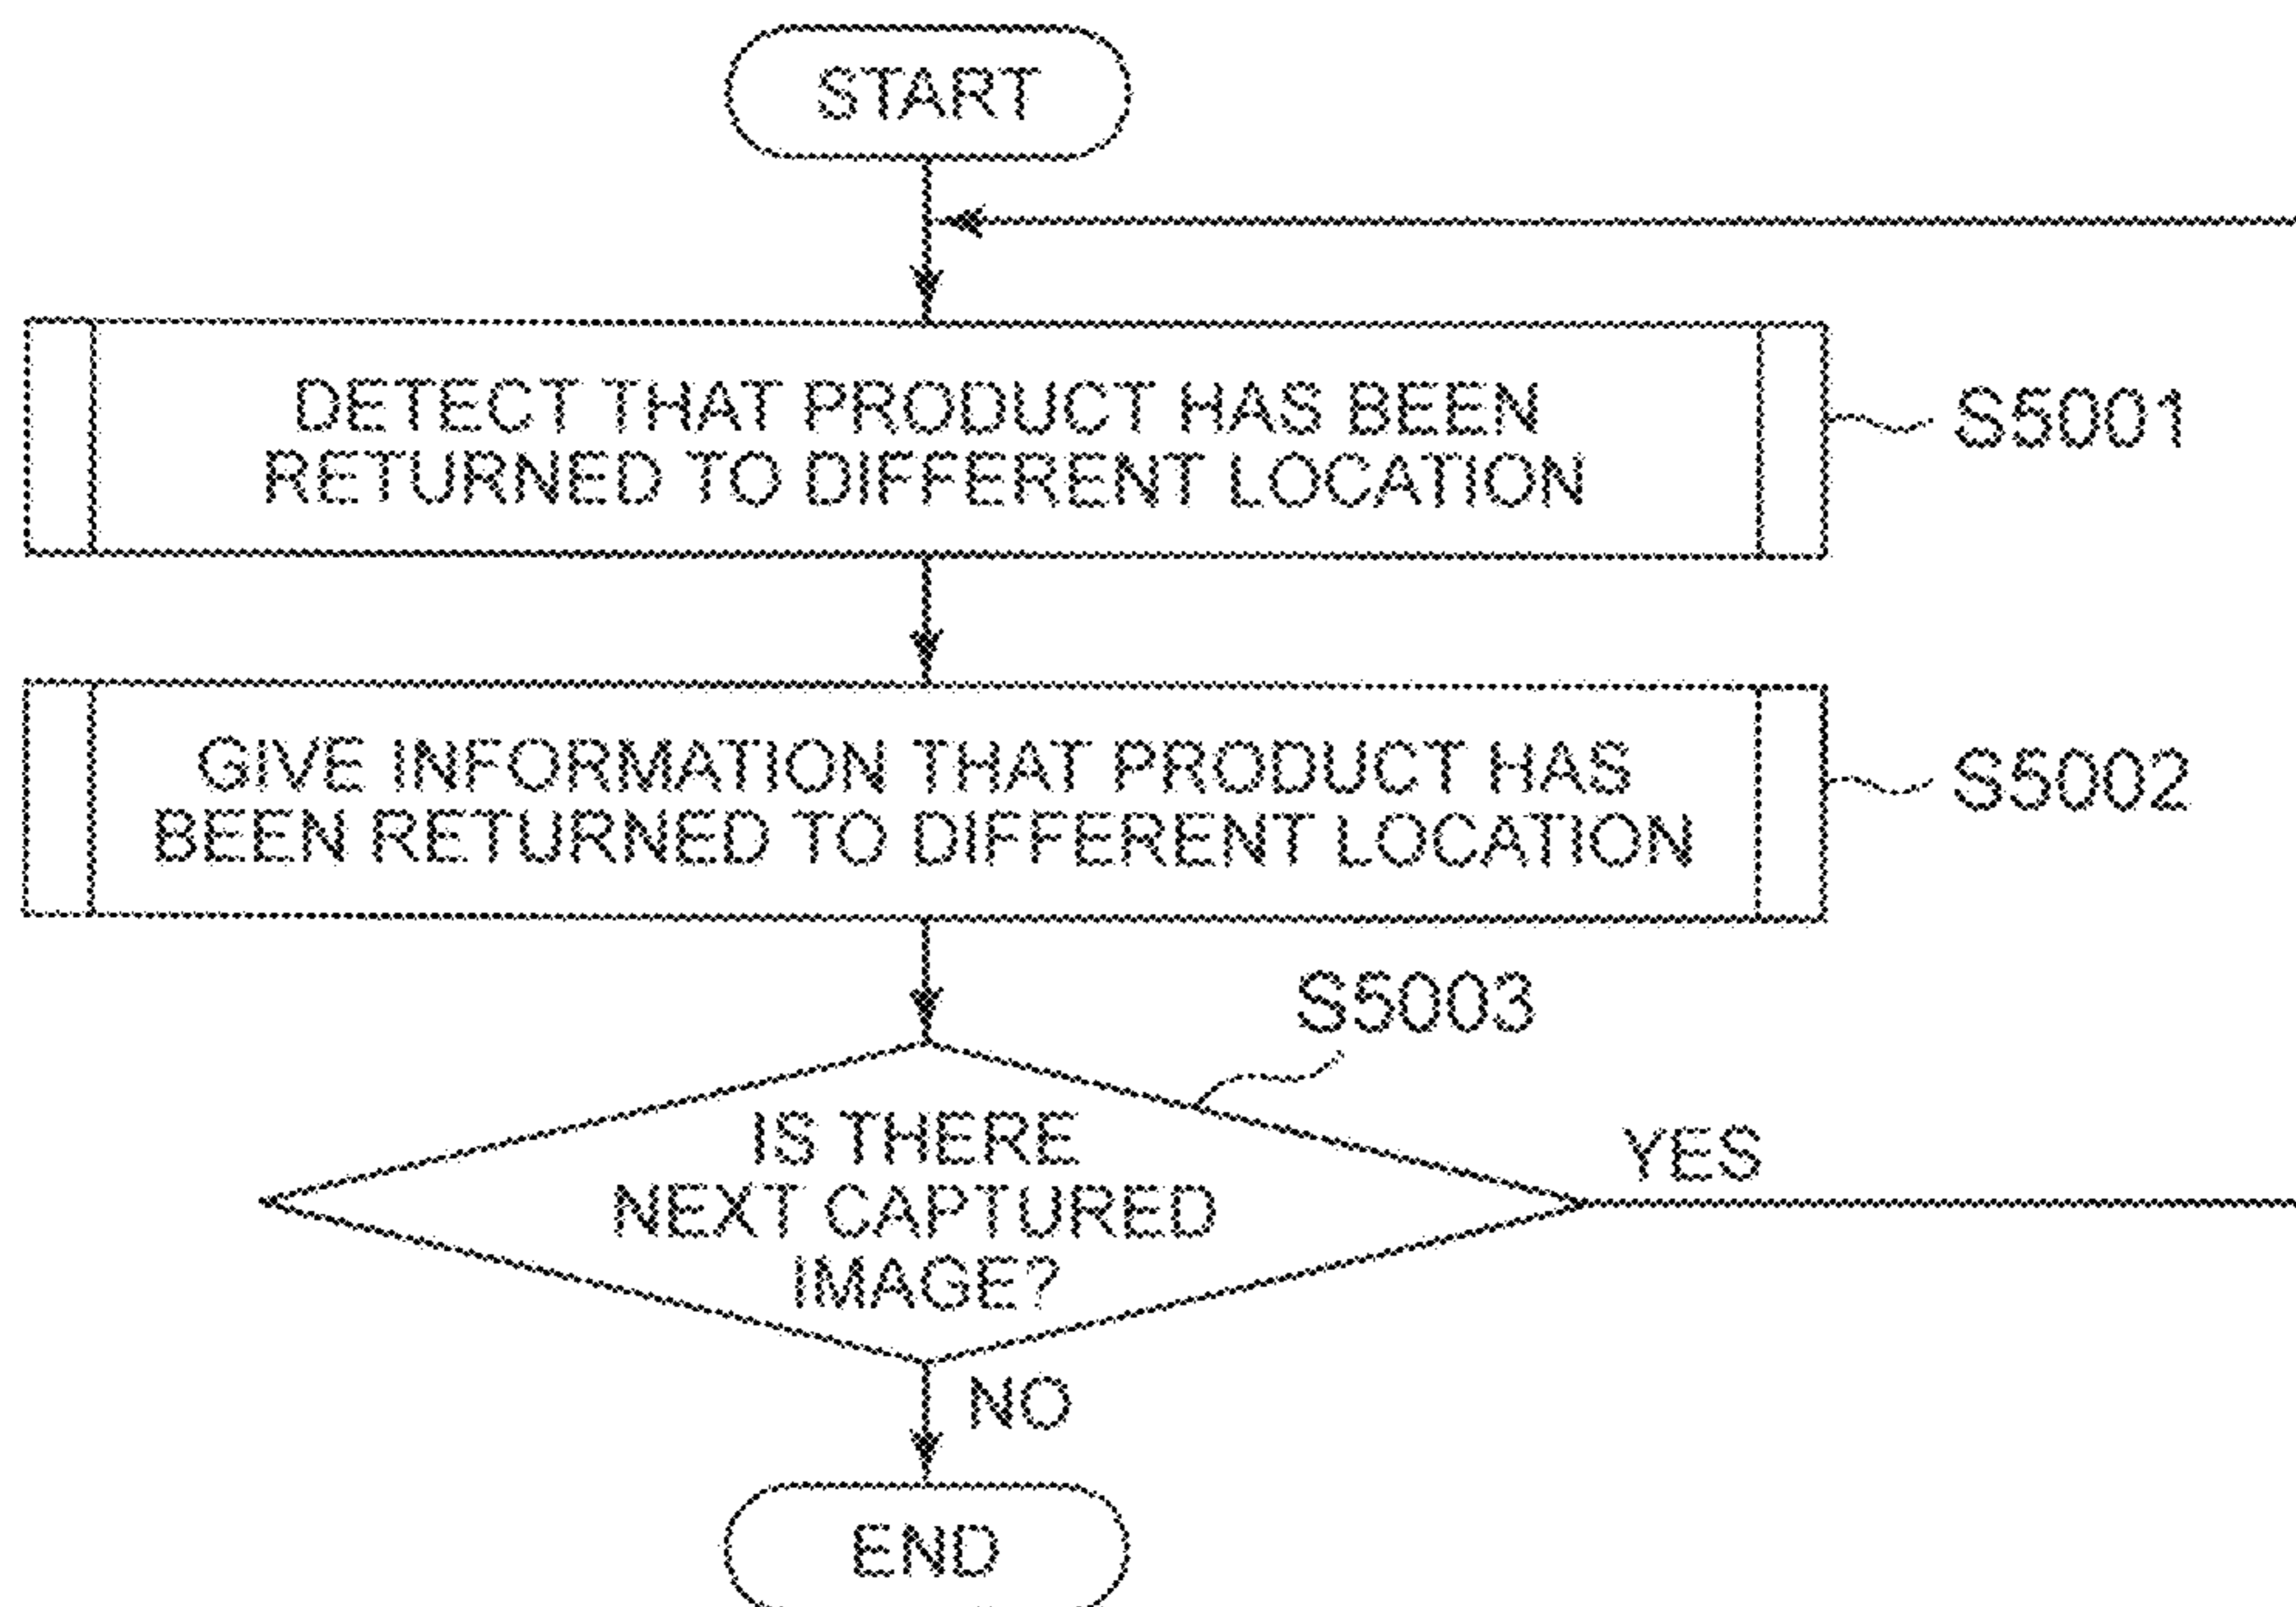 START
DETECT THAT PRODUCT HAS BEEN
RETURNED TO DIFFERENT LOCATION
S5001
GIVE INFORMATION THAT PRODUCT HAS
BEEN RETURNED TO DIFFERENT LOCATION
S5002
S5003
IS THERE
NEXT CAPTURED
IMAGE?
YES
NO
END